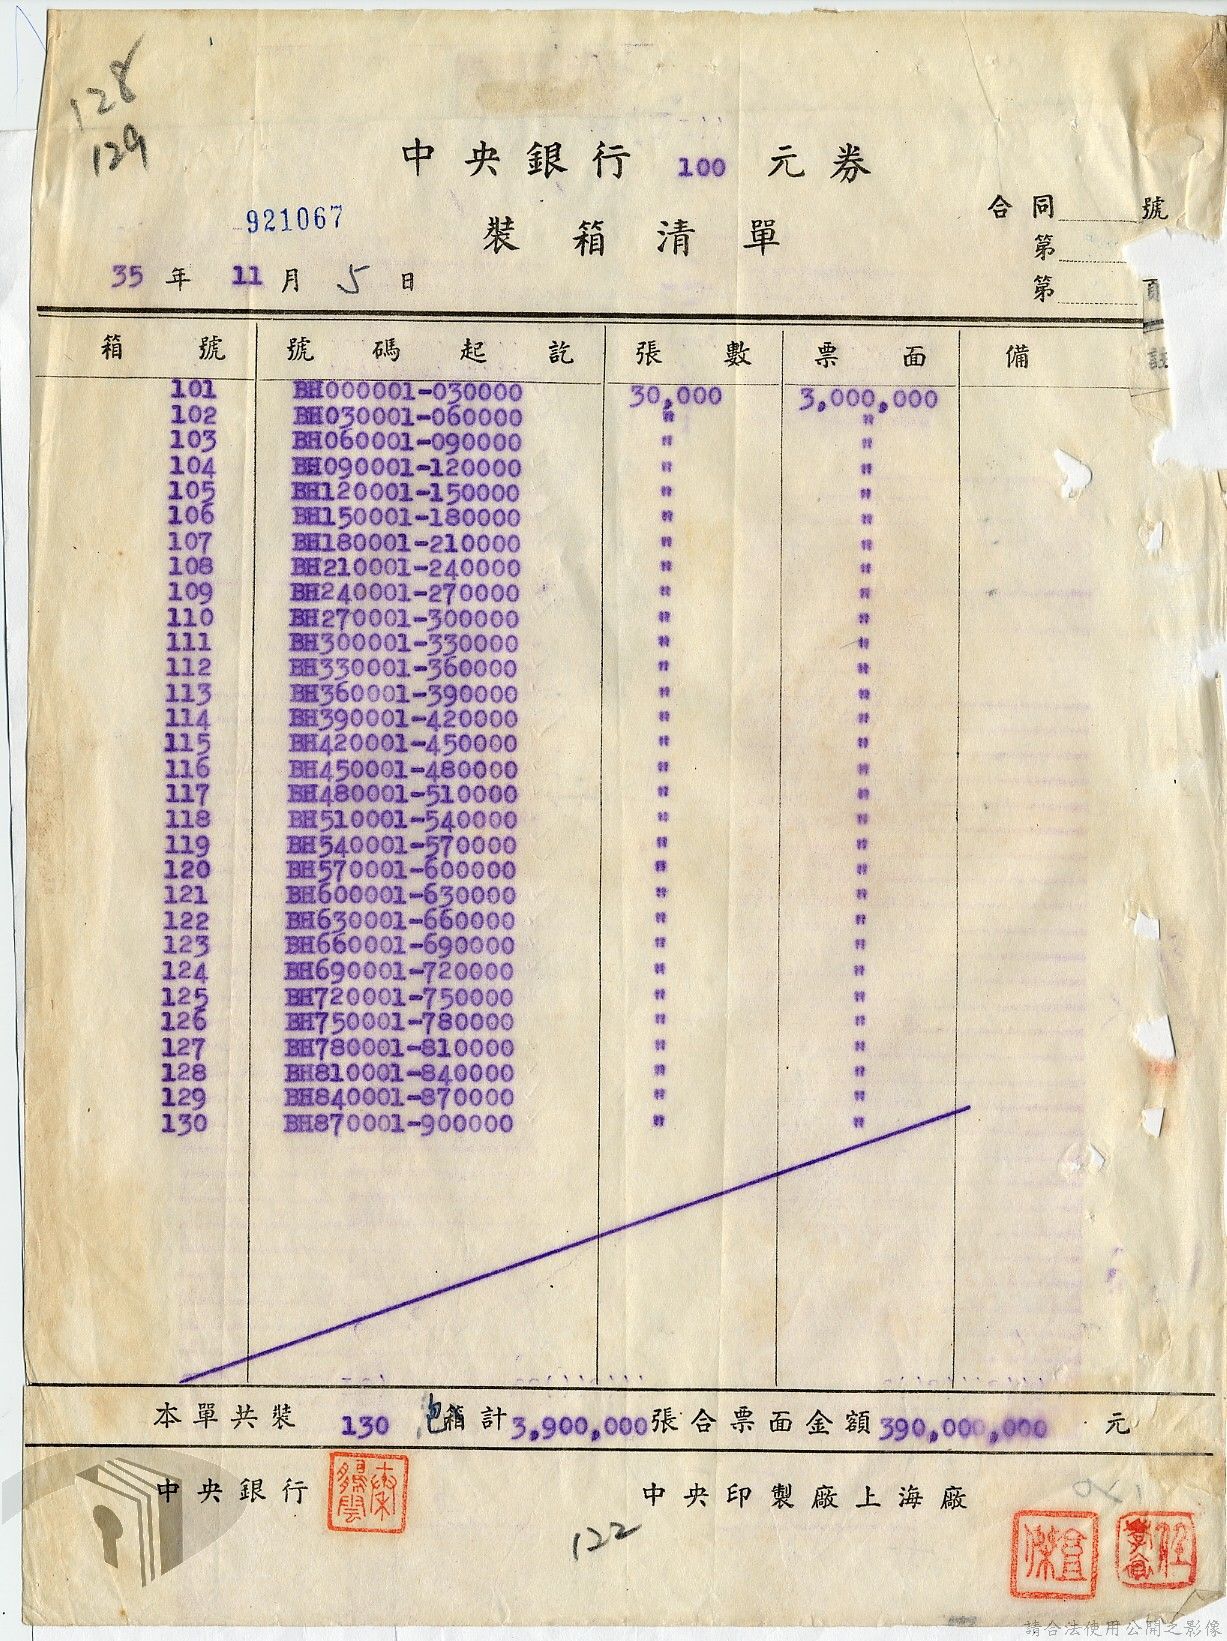 128
129
中央銀行 100 元券
921067
裝箱清單
合同 號
第
第 頁
35 年 11 月 5 日
箱號 號碼起訖 張數 票面 備註
101 BH000001-030000 30,000 3,000,000
102 BH030001-060000 " "
103 BH060001-090000 " "
104 BH090001-120000 " "
105 BH120001-150000 " "
106 BH150001-180000 " "
107 BH180001-210000 " "
108 BH210001-240000 " "
109 BH240001-270000 " "
110 BH270001-300000 " "
111 BH300001-330000 " "
112 BH330001-360000 " "
113 BH360001-390000 " "
114 BH390001-420000 " "
115 BH420001-450000 " "
116 BH450001-480000 " "
117 BH480001-510000 " "
118 BH510001-540000 " "
119 BH540001-570000 " "
120 BH570001-600000 " "
121 BH600001-630000 " "
122 BH630001-660000 " "
123 BH660001-690000 " "
124 BH690001-720000 " "
125 BH720001-750000 " "
126 BH750001-780000 " "
127 BH780001-810000 " "
128 BH810001-840000 " "
129 BH840001-870000 " "
130 BH870001-900000 " "
本單共裝 130 包箱計 3,900,000 張合票面金額 390,000,000 元
中央銀行
中央印製廠上海廠
122
請合法使用公開之影像